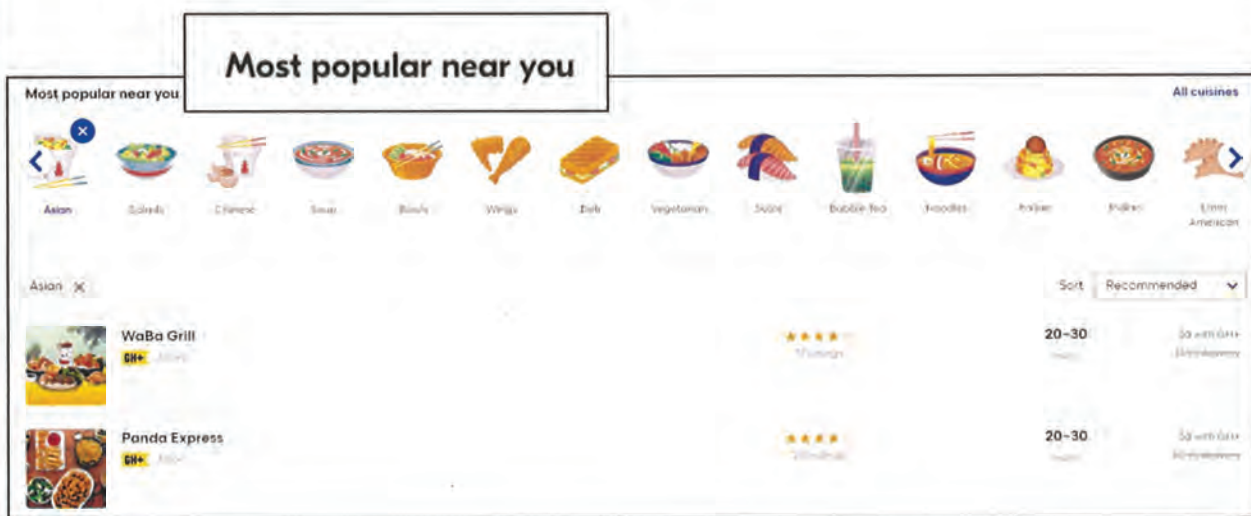 Most popular near you
Most popular near you
All cuisines
Asian
Salads
Chinese
Soup
Bowls
Wings
Deli
Vegetarian
Sushi
Bubble Tea
Noodles
Italian
Indian
Latin
American
Asian ×
Sort
Recommended
WaBa Grill
20–30
GH+
Panda Express
20–30
GH+